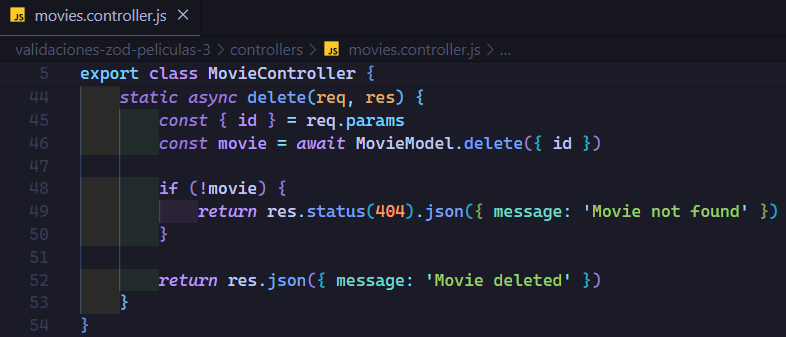 JS movies.controller.js ×
validaciones-zod-peliculas-3 > controllers > JS movies.controller.js > ...
5 export class MovieController {
44 static async delete(req, res) {
45 const { id } = req.params
46 const movie = await MovieModel.delete({ id })
47
48 if (!movie) {
49 return res.status(404).json({ message: 'Movie not found' })
50 }
51
52 return res.json({ message: 'Movie deleted' })
53 }
54 }